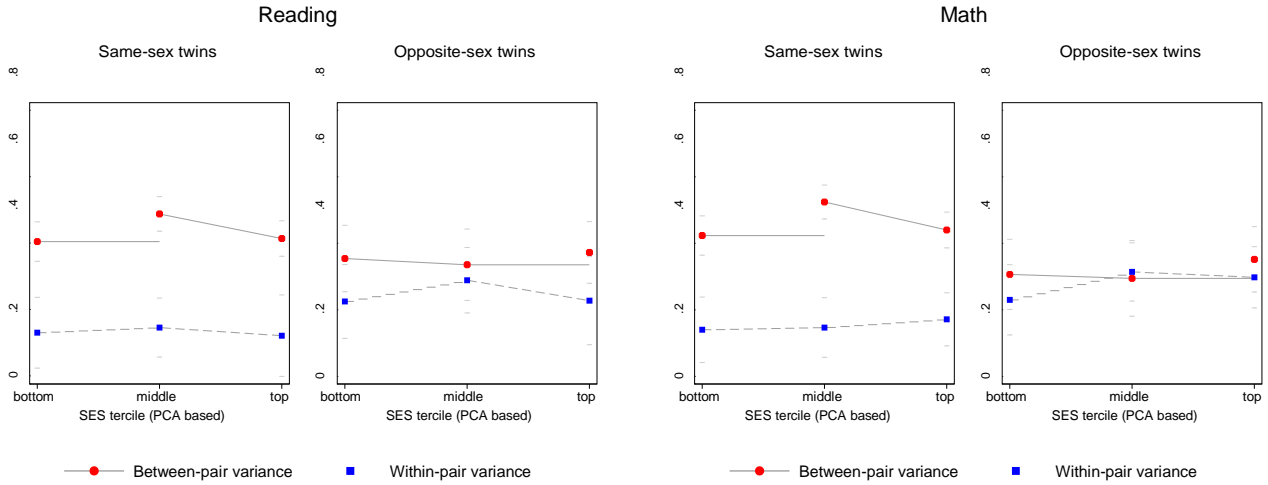 Reading
Math
Same-sex twins
Opposite-sex twins
Same-sex twins
Opposite-sex twins
.8
.6
.4
.2
0
.8
.6
.4
.2
0
.8
.6
.4
.2
0
.8
.6
.4
.2
0
bottom middle top
bottom middle top
bottom middle top
bottom middle top
SES tercile (PCA based)
SES tercile (PCA based)
SES tercile (PCA based)
SES tercile (PCA based)
Between-pair variance
Within-pair variance
Between-pair variance
Within-pair variance